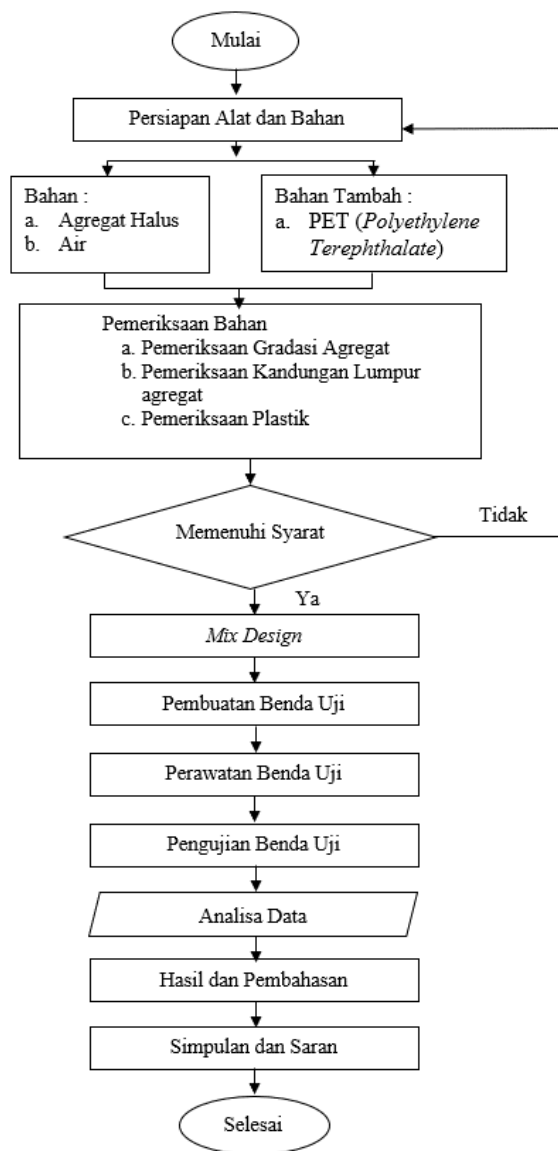 Mulai
Persiapan Alat dan Bahan
Bahan :
a. Agregat Halus
b. Air
Bahan Tambah :
a. PET (Polyethylene
Terephthalate)
Pemeriksaan Bahan
a. Pemeriksaan Gradasi Agregat
b. Pemeriksaan Kandungan Lumpur
agregat
c. Pemeriksaan Plastik
Memenuhi Syarat
Tidak
Ya
Mix Design
Pembuatan Benda Uji
Perawatan Benda Uji
Pengujian Benda Uji
Analisa Data
Hasil dan Pembahasan
Simpulan dan Saran
Selesai